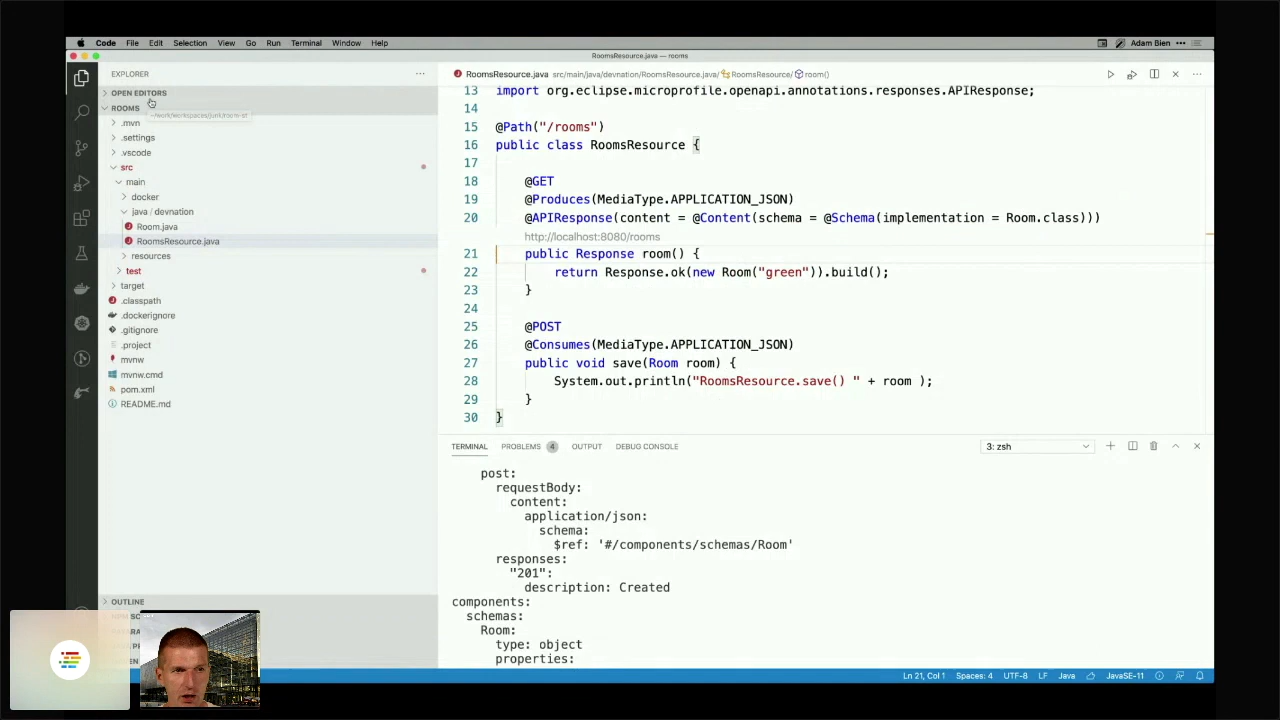 Code File Edit Selection View Go Run Terminal Window Help
Adam Bien
RoomsResource.java — rooms
EXPLORER
OPEN EDITORS
ROOMS
~/work/workspaces/junk/room-st
.mvn
.settings
.vscode
src
main
docker
java / devnation
Room.java
RoomsResource.java
resources
test
target
.classpath
.dockerignore
.gitignore
.project
mvnw
mvnw.cmd
pom.xml
README.md
OUTLINE
RoomsResource.java src/main/java/devnation/RoomsResource.java/ RoomsResource/ room()
13 import org.eclipse.microprofile.openapi.annotations.responses.APIResponse;
14
15 @Path("/rooms")
16 public class RoomsResource {
17
18 @GET
19 @Produces(MediaType.APPLICATION_JSON)
20 @APIResponse(content = @Content(schema = @Schema(implementation = Room.class)))
http://localhost:8080/rooms
21 public Response room() {
22 return Response.ok(new Room("green")).build();
23 }
24
25 @POST
26 @Consumes(MediaType.APPLICATION_JSON)
27 public void save(Room room) {
28 System.out.println("RoomsResource.save() " + room );
29 }
30 }
TERMINAL PROBLEMS 4 OUTPUT DEBUG CONSOLE 3: zsh
post:
requestBody:
content:
application/json:
schema:
$ref: '#/components/schemas/Room'
responses:
"201":
description: Created
components:
schemas:
Room:
type: object
properties:
Ln 21, Col 1 Spaces: 4 UTF-8 LF Java JavaSE-11